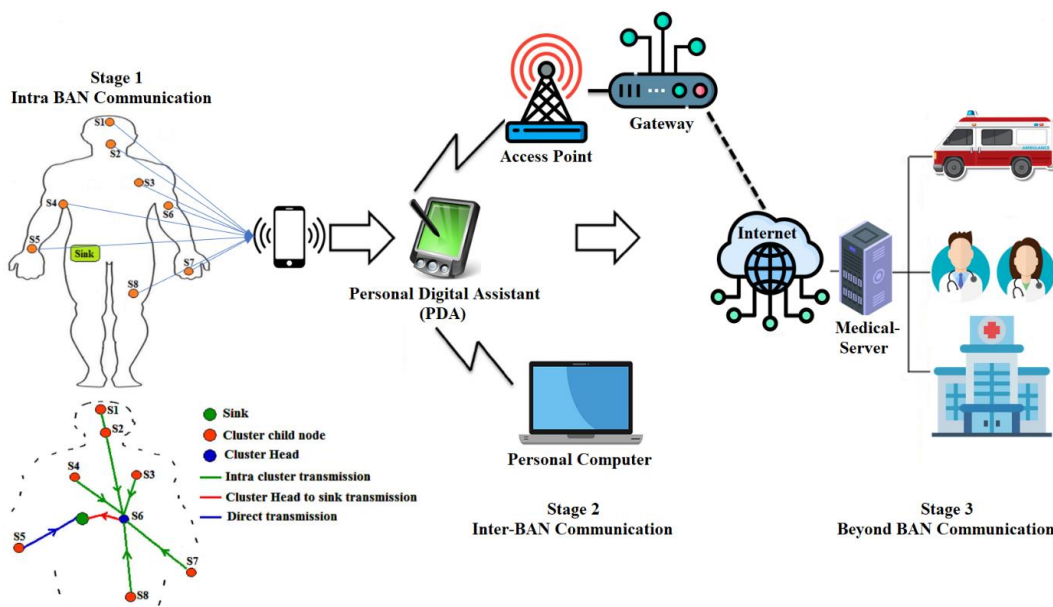 Stage 1
Intra BAN Communication
S1
S2
S3
S4
S6
S5
Sink
S7
S8
Access Point
Gateway
Personal Digital Assistant
(PDA)
Personal Computer
Stage 2
Inter-BAN Communication
Internet
Medical-
Server
AMBULANCE
Stage 3
Beyond BAN Communication
S1
S2
S4
S3
S6
S5
S7
S8
Sink
Cluster child node
Cluster Head
Intra cluster transmission
Cluster Head to sink transmission
Direct transmission